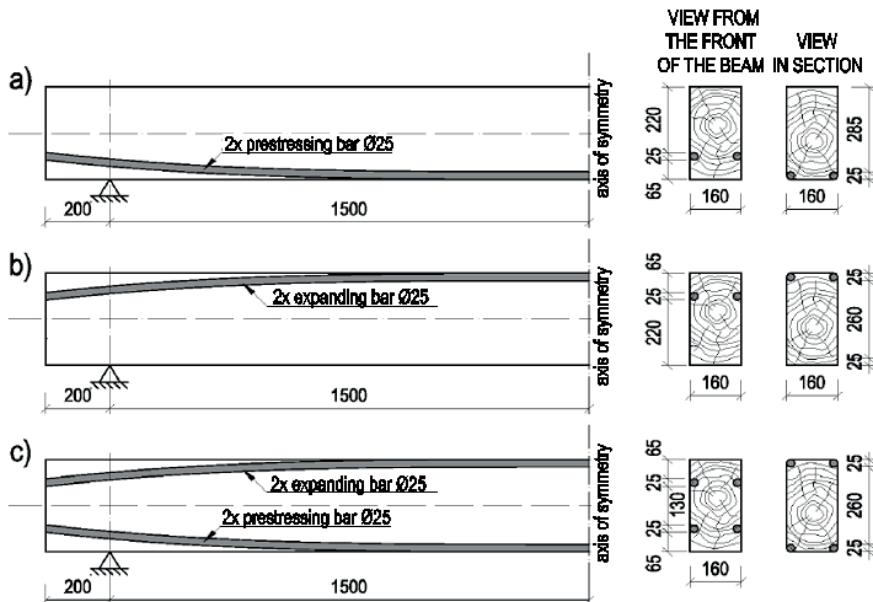 VIEW FROM
THE FRONT
OF THE BEAM
VIEW
IN SECTION
a)
2x prestressing bar Ø25
axis of symmetry
200
1500
220
25
65
160
285
25
160
b)
2x expanding bar Ø25
axis of symmetry
200
1500
65
25
220
160
25
260
25
160
c)
2x expanding bar Ø25
2x prestressing bar Ø25
axis of symmetry
200
1500
65
25
130
25
65
160
25
260
25
160